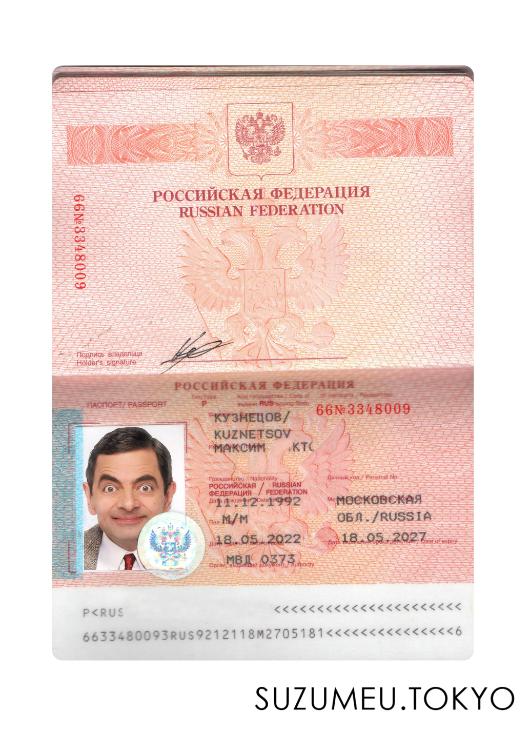 РОССИЙСКАЯ ФЕДЕРАЦИЯ
RUSSIAN FEDERATION
66№3348009
Подпись владельца
Holder's signature
РОССИЙСКАЯ ФЕДЕРАЦИЯ
ПАСПОРТ/ PASSPORT
P
RUS
66№3348009
КУЗНЕЦОВ/
KUZNETSOV
МАКСИМ
РОССИЙСКАЯ / RUSSIAN
ФЕДЕРАЦИЯ / FEDERATION
11.12.1992 МОСКОВСКАЯ
М/M ОБЛ./RUSSIA
18.05.2022 18.05.2027
МВД 0373
P<RUS <<<<<<<<<<<<<<<<<<<<<<<
6633480093RUS9212118M2705181<<<<<<<<<<<<<<<6
SUZUMEU.TOKYO